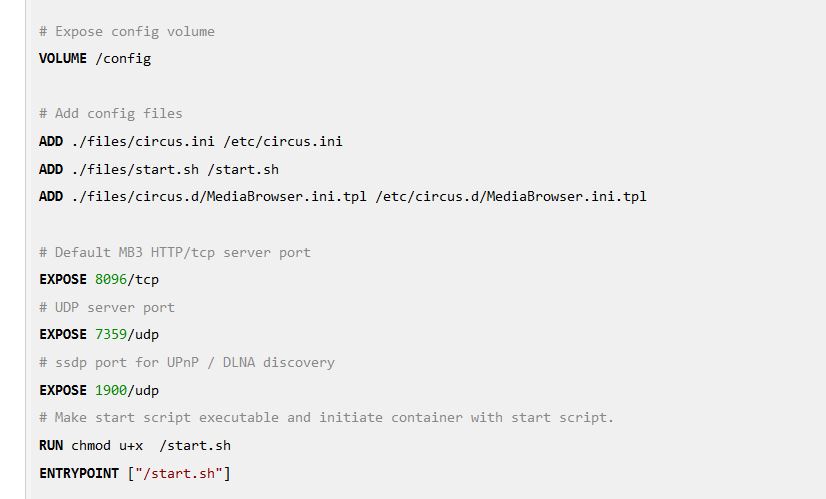 # Expose config volume
VOLUME /config
# Add config files
ADD ./files/circus.ini /etc/circus.ini
ADD ./files/start.sh /start.sh
ADD ./files/circus.d/MediaBrowser.ini.tpl /etc/circus.d/MediaBrowser.ini.tpl
# Default MB3 HTTP/tcp server port
EXPOSE 8096/tcp
# UDP server port
EXPOSE 7359/udp
# ssdp port for UPnP / DLNA discovery
EXPOSE 1900/udp
# Make start script executable and initiate container with start script.
RUN chmod u+x  /start.sh
ENTRYPOINT ["/start.sh"]